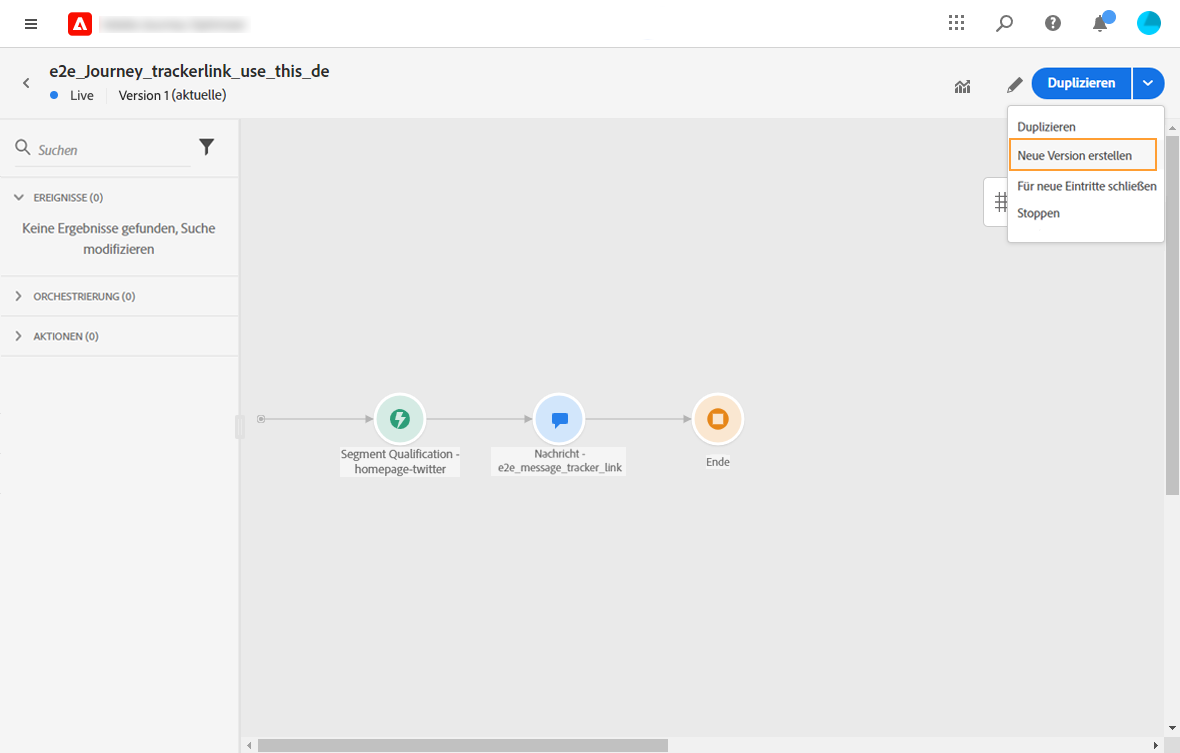 e2e_Journey_trackerlink_use_this_de
Live
Version 1 (aktuelle)
Duplizieren
Duplizieren
Neue Version erstellen
Für neue Eintritte schließen
Stoppen
Suchen
EREIGNISSE (0)
Keine Ergebnisse gefunden, Suche
modifizieren
ORCHESTRIERUNG (0)
AKTIONEN (0)
Segment Qualification -
homepage-twitter
Nachricht -
e2e_message_tracker_link
Ende